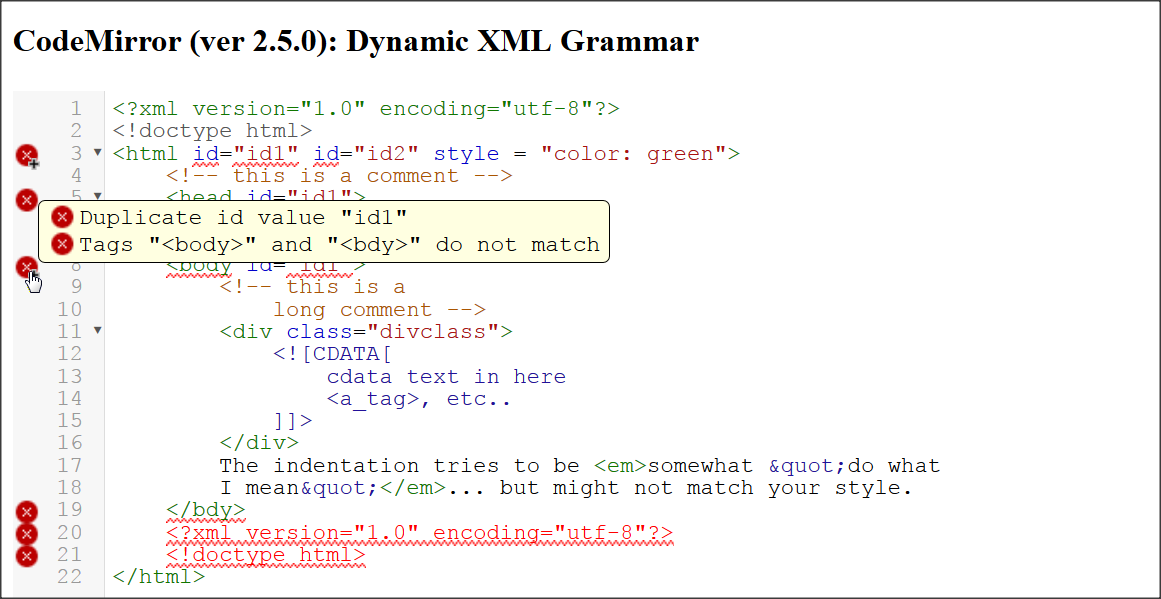 CodeMirror (ver 2.5.0): Dynamic XML Grammar
1 <?xml version="1.0" encoding="utf-8"?>
2 <!doctype html>
3 <html id="id1" id="id2" style = "color: green">
4 <!-- this is a comment -->
5 <head id="id1">
Duplicate id value "id1"
Tags "<body>" and "<bdy>" do not match
8 <body id="id1">
9 <!-- this is a
10 long comment -->
11 <div class="divclass">
12 <![CDATA[
13 cdata text in here
14 <a_tag>, etc..
15 ]]>
16 </div>
17 The indentation tries to be <em>somewhat &quot;do what
18 I mean&quot;</em>... but might not match your style.
19 </bdy>
20 <?xml version="1.0" encoding="utf-8"?>
21 <!doctype html>
22 </html>